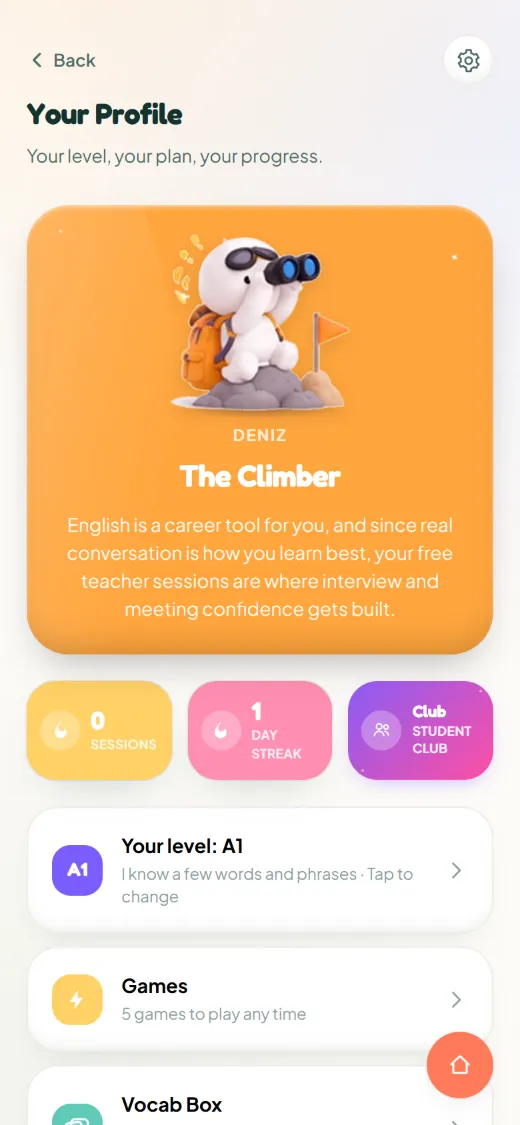 Back
Your Profile
Your level, your plan, your progress.
DENIZ
The Climber
English is a career tool for you, and since real
conversation is how you learn best, your free
teacher sessions are where interview and
meeting confidence gets built.
0
SESSIONS
1
DAY
STREAK
Club
STUDENT
CLUB
A1
Your level: A1
I know a few words and phrases · Tap to
change
Games
5 games to play any time
Vocab Box